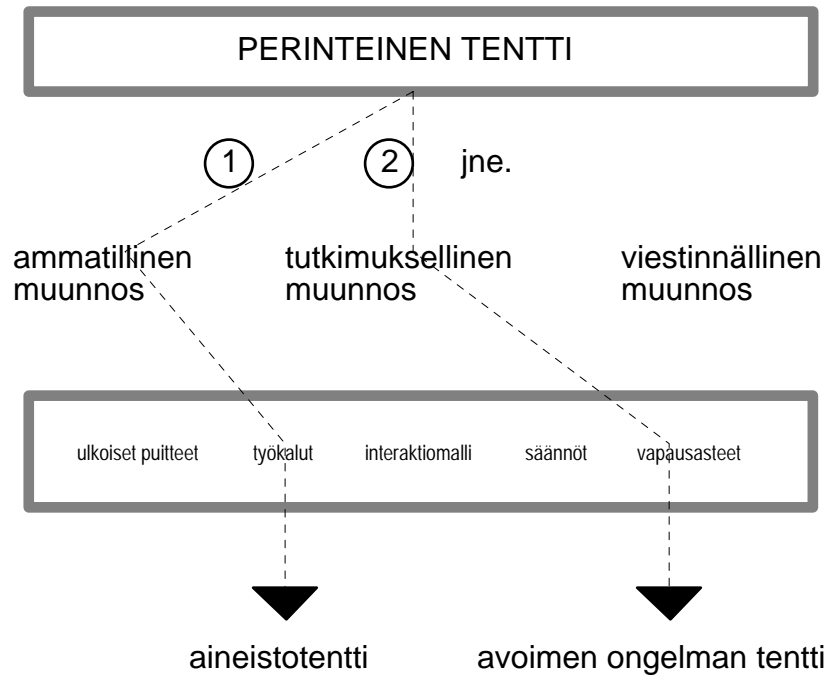 PERINTEINEN TENTTI
1 2 jne.
ammatillinen tutkimuksellinen viestinnällinen
muunnos muunnos muunnos
ulkoiset puitteet työkalut interaktiomalli säännöt vapausasteet
aineistotentti avoimen ongelman tentti